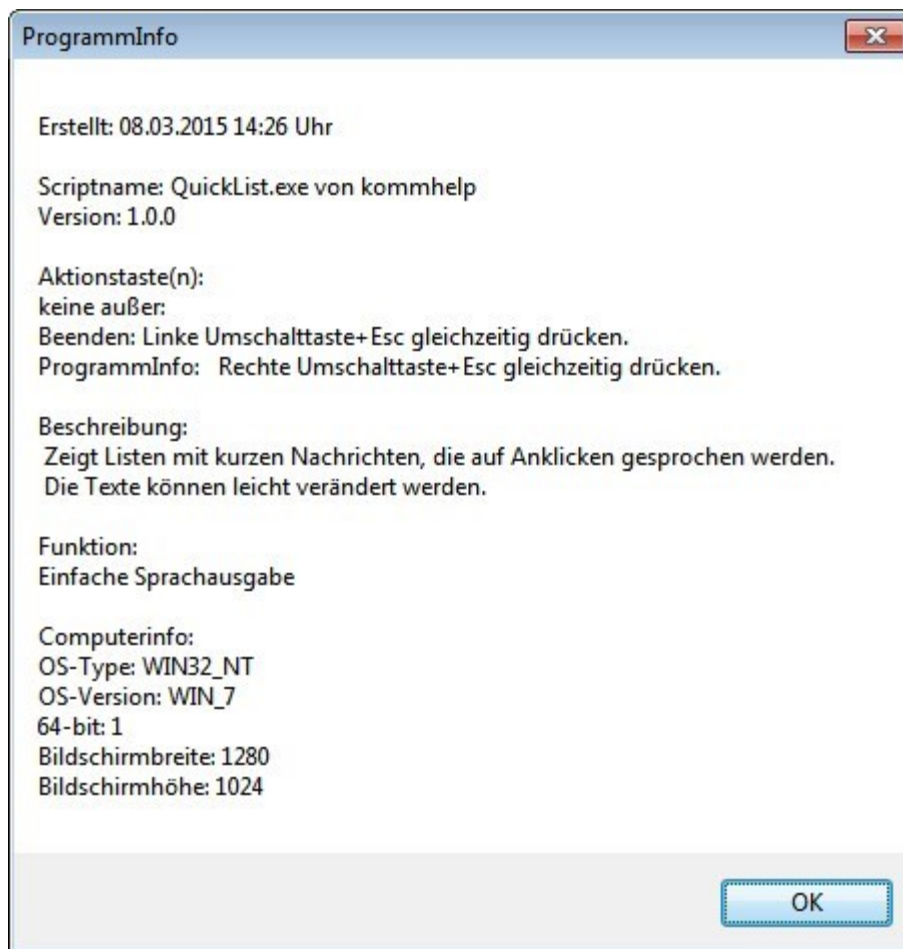 ProgrammInfo
Erstellt: 08.03.2015 14:26 Uhr
Scriptname: QuickList.exe von kommhelp
Version: 1.0.0
Aktionstaste(n):
keine außer:
Beenden: Linke Umschalttaste+Esc gleichzeitig drücken.
ProgrammInfo:   Rechte Umschalttaste+Esc gleichzeitig drücken.
Beschreibung:
Zeigt Listen mit kurzen Nachrichten, die auf Anklicken gesprochen werden.
Die Texte können leicht verändert werden.
Funktion:
Einfache Sprachausgabe
Computerinfo:
OS-Type: WIN32_NT
OS-Version: WIN_7
64-bit: 1
Bildschirmbreite: 1280
Bildschirmhöhe: 1024
OK